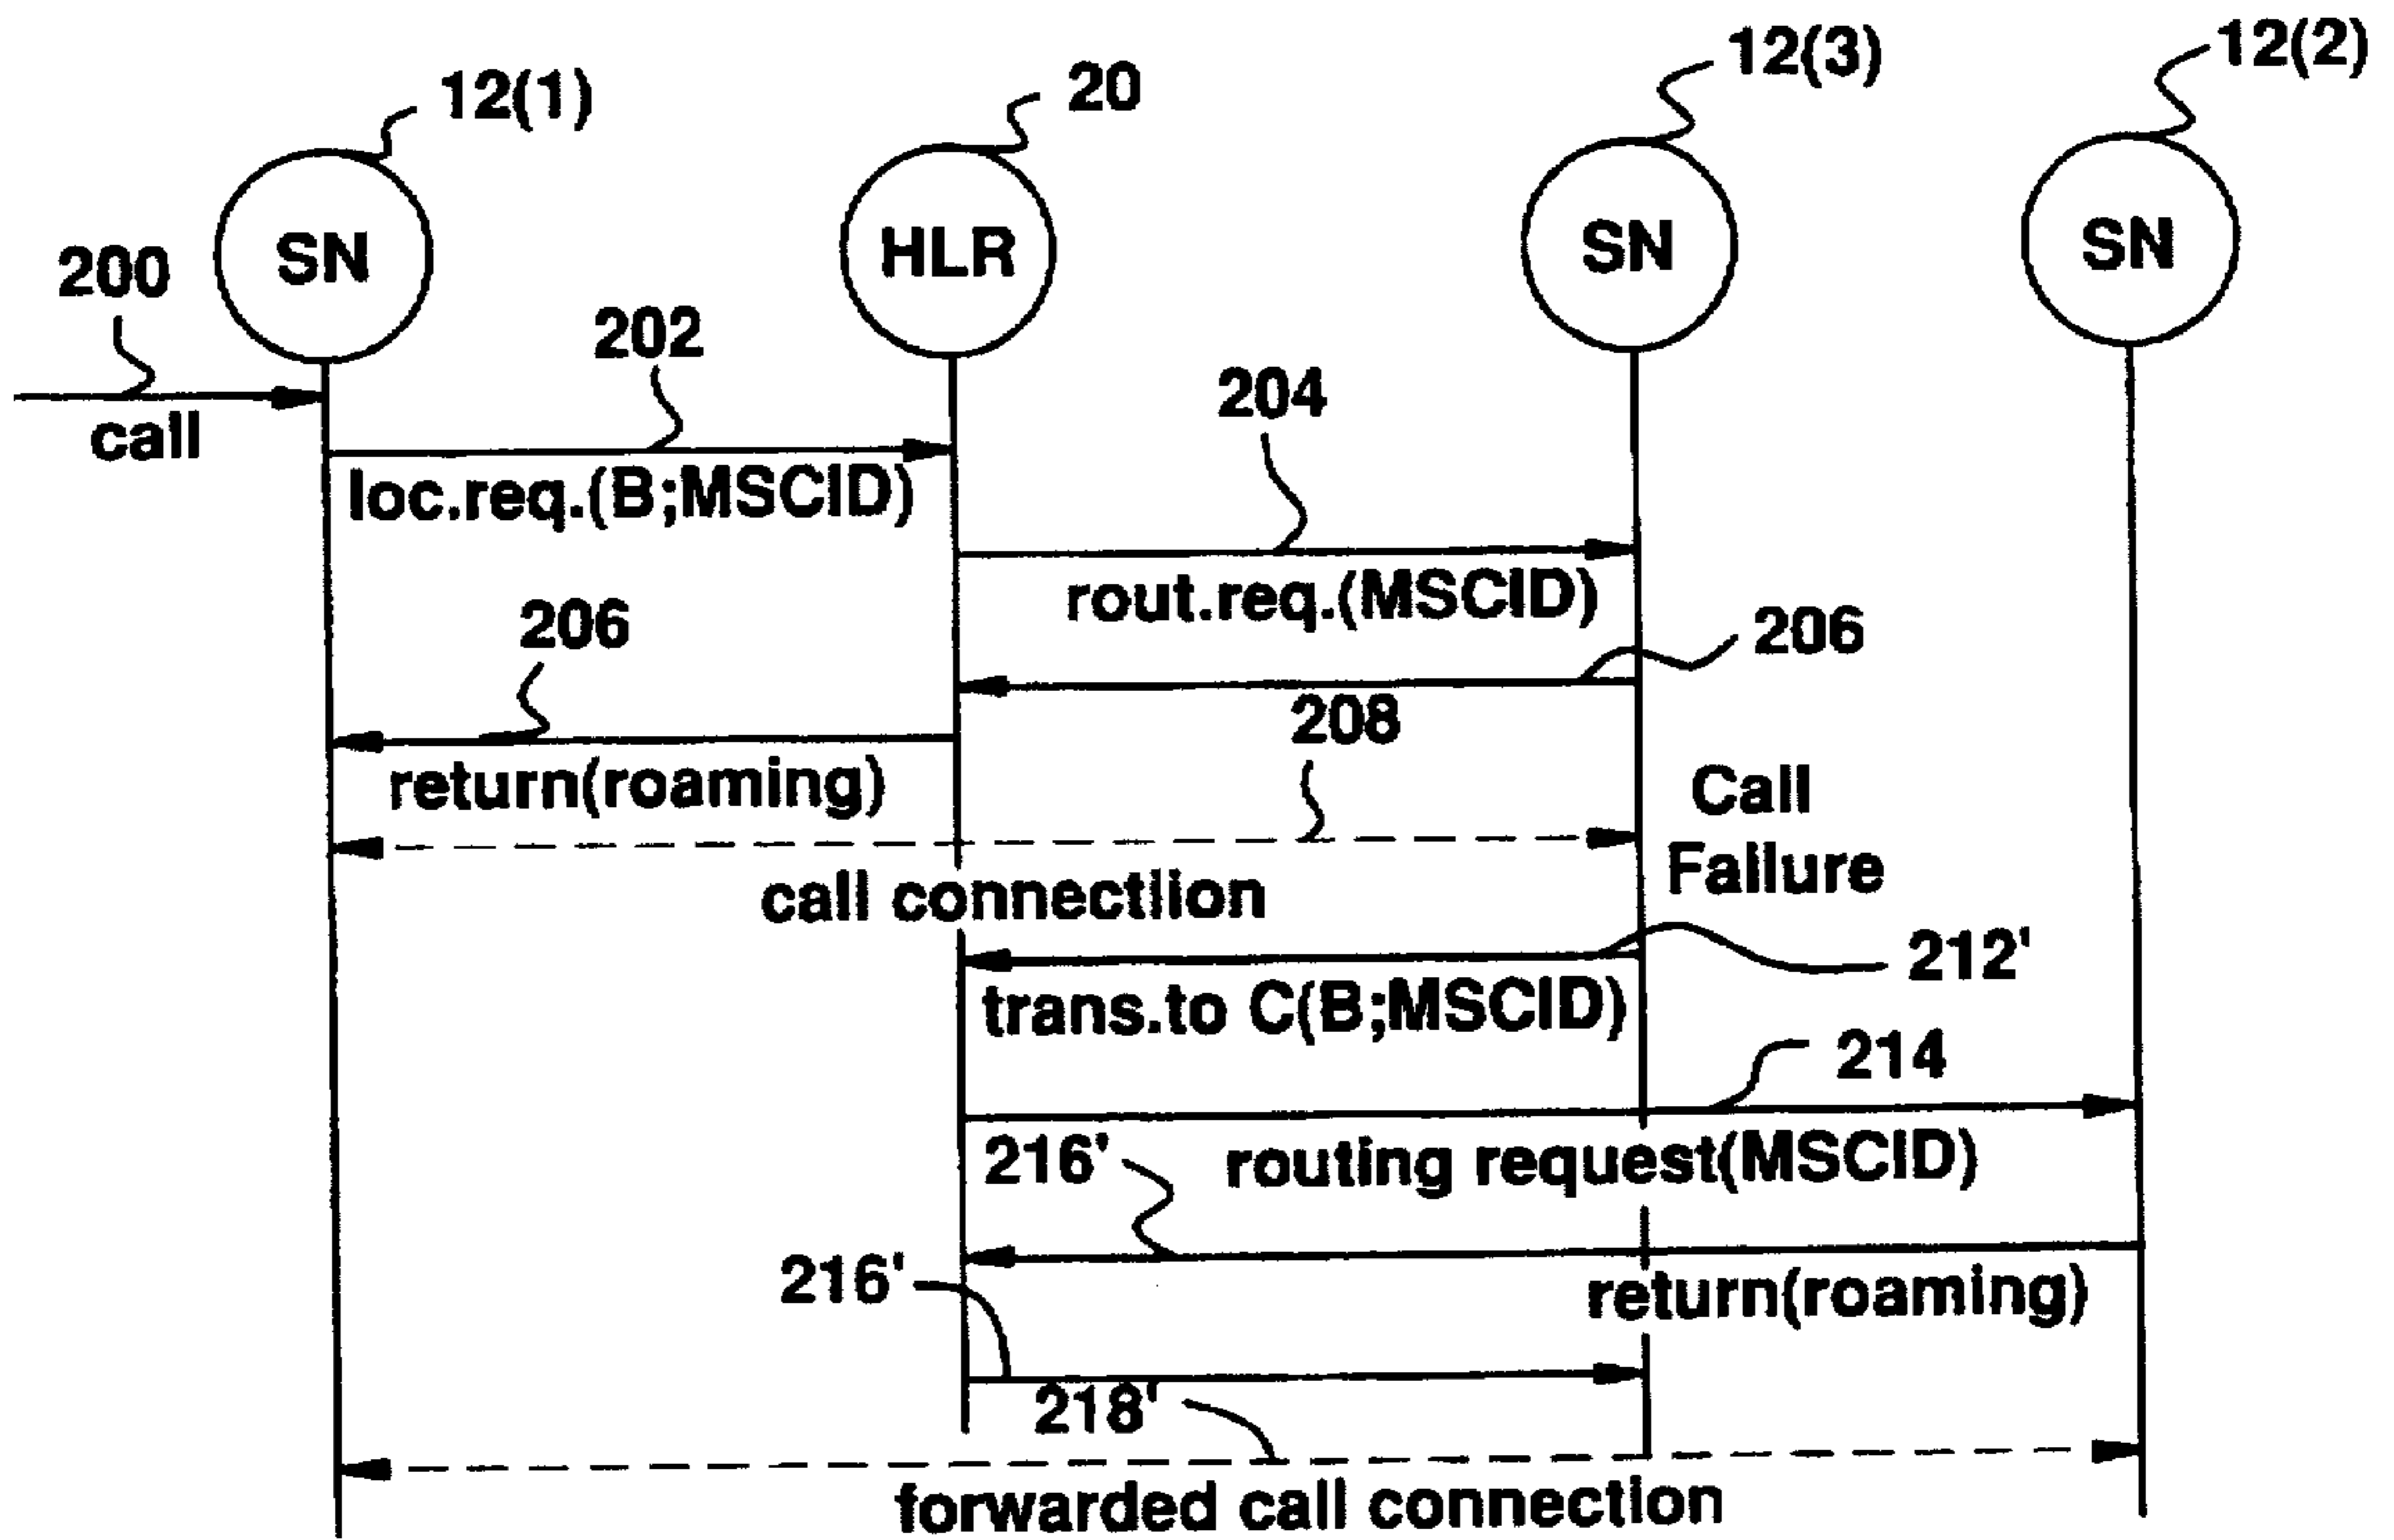 12(1)
20
12(3)
12(2)
SN
HLR
SN
SN
200
call
202
loc.req.(B;MSCID)
204
rout.req.(MSCID)
206
206
return(roaming)
208
Call
Failure
call connectlion
212'
trans.to C(B;MSCID)
214
routing request(MSCID)
216'
return(roaming)
216'
218'
forwarded call connection